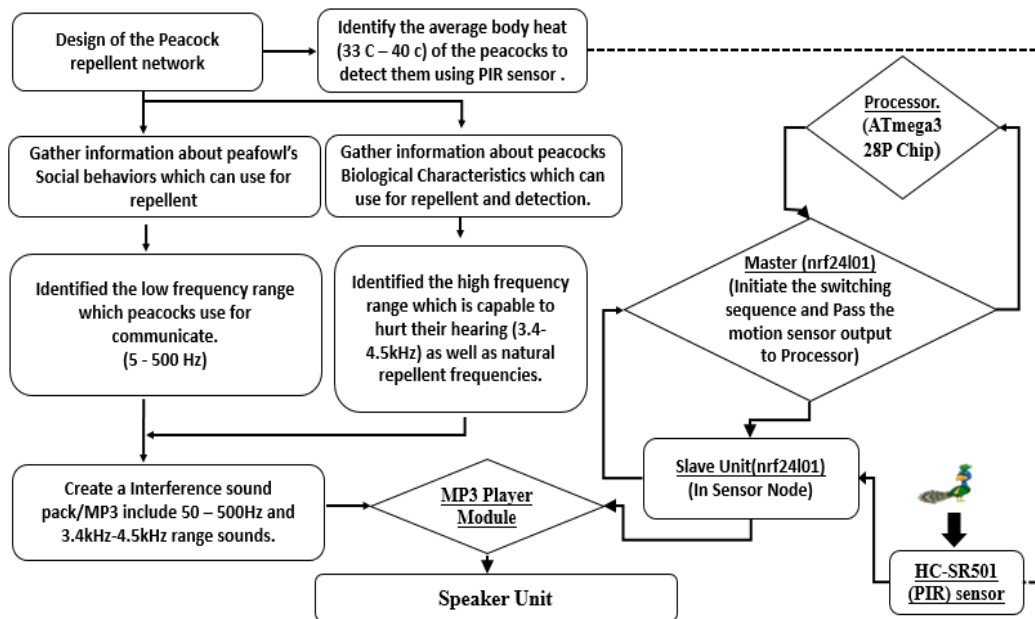 Design of the Peacock
repellent network
Identify the average body heat
(33 C – 40 c) of the peacocks to
detect them using PIR sensor .
Gather information about peafowl's
Social behaviors which can use for
repellent
Gather information about peacocks
Biological Characteristics which can
use for repellent and detection.
Identified the low frequency range
which peacocks use for
communicate.
(5 - 500 Hz)
Identified the high frequency
range which is capable to
hurt their hearing (3.4-
4.5kHz) as well as natural
repellent frequencies.
Create a Interference sound
pack/MP3 include 50 – 500Hz and
3.4kHz-4.5kHz range sounds.
MP3 Player
Module
Speaker Unit
Processor.
(ATmega3
28P Chip)
Master (nrf24l01)
(Initiate the switching
sequence and Pass the
motion sensor output
to Processor)
Slave Unit(nrf24l01)
(In Sensor Node)
HC-SR501
(PIR) sensor